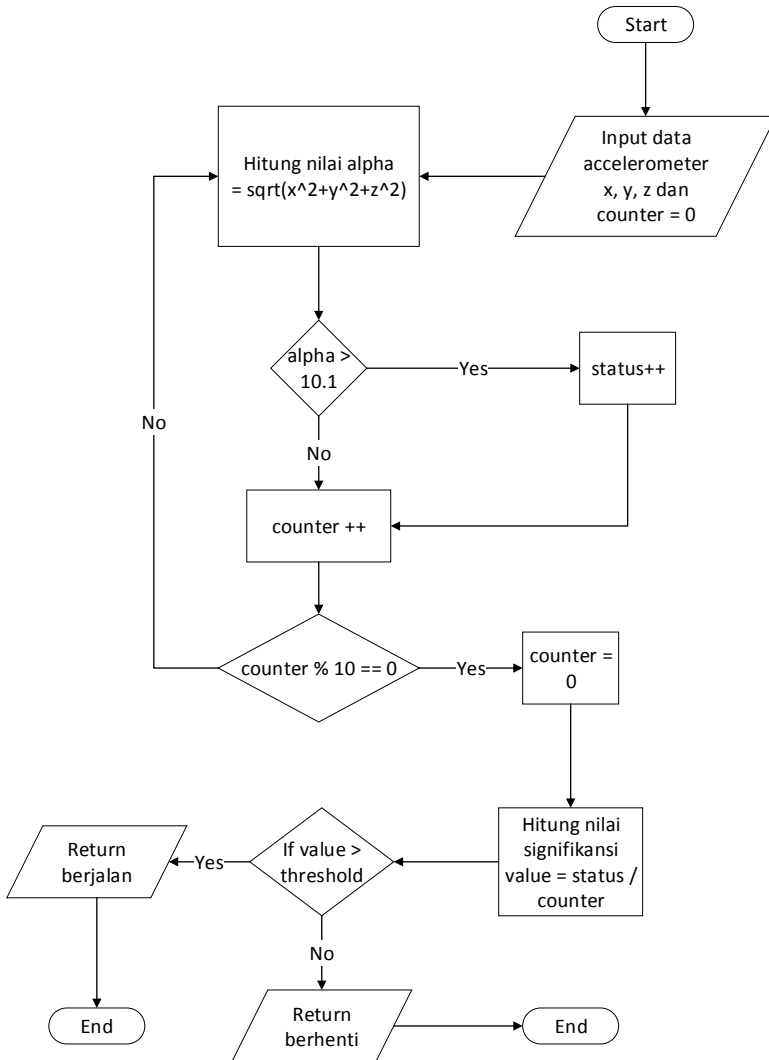 Start
Input data
accelerometer
x, y, z dan
counter = 0
Hitung nilai alpha
= sqrt(x^2+y^2+z^2)
alpha >
10.1
Yes
status++
No
No
counter ++
counter % 10 == 0
Yes
counter =
0
Hitung nilai
signifikansi
value = status /
counter
If value >
threshold
Yes
Return
berjalan
No
End
Return
berhenti
End